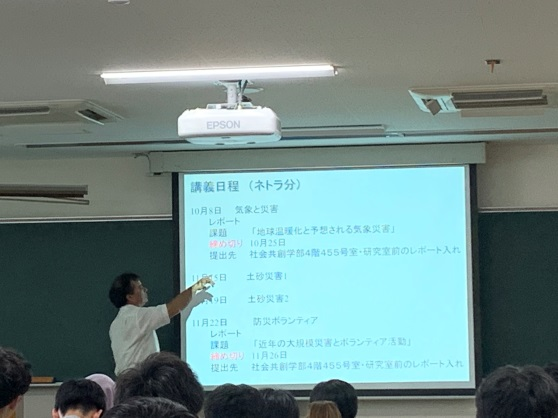 EPSON
講義日程 (ネトラ分)
10月8日 気象と災害
レポート
課題 「地球温暖化と予想される気象災害」
締め切り 10月25日
提出先 社会共創学部4階455号室・研究室前のレポート入れ
土砂災害1
土砂災害2
11月22日 防災ボランティア
レポート
課題 「近年の大規模災害とボランティア活動」
締め切り 11月26日
提出先 社会共創学部4階455号室・研究室前のレポート入れ